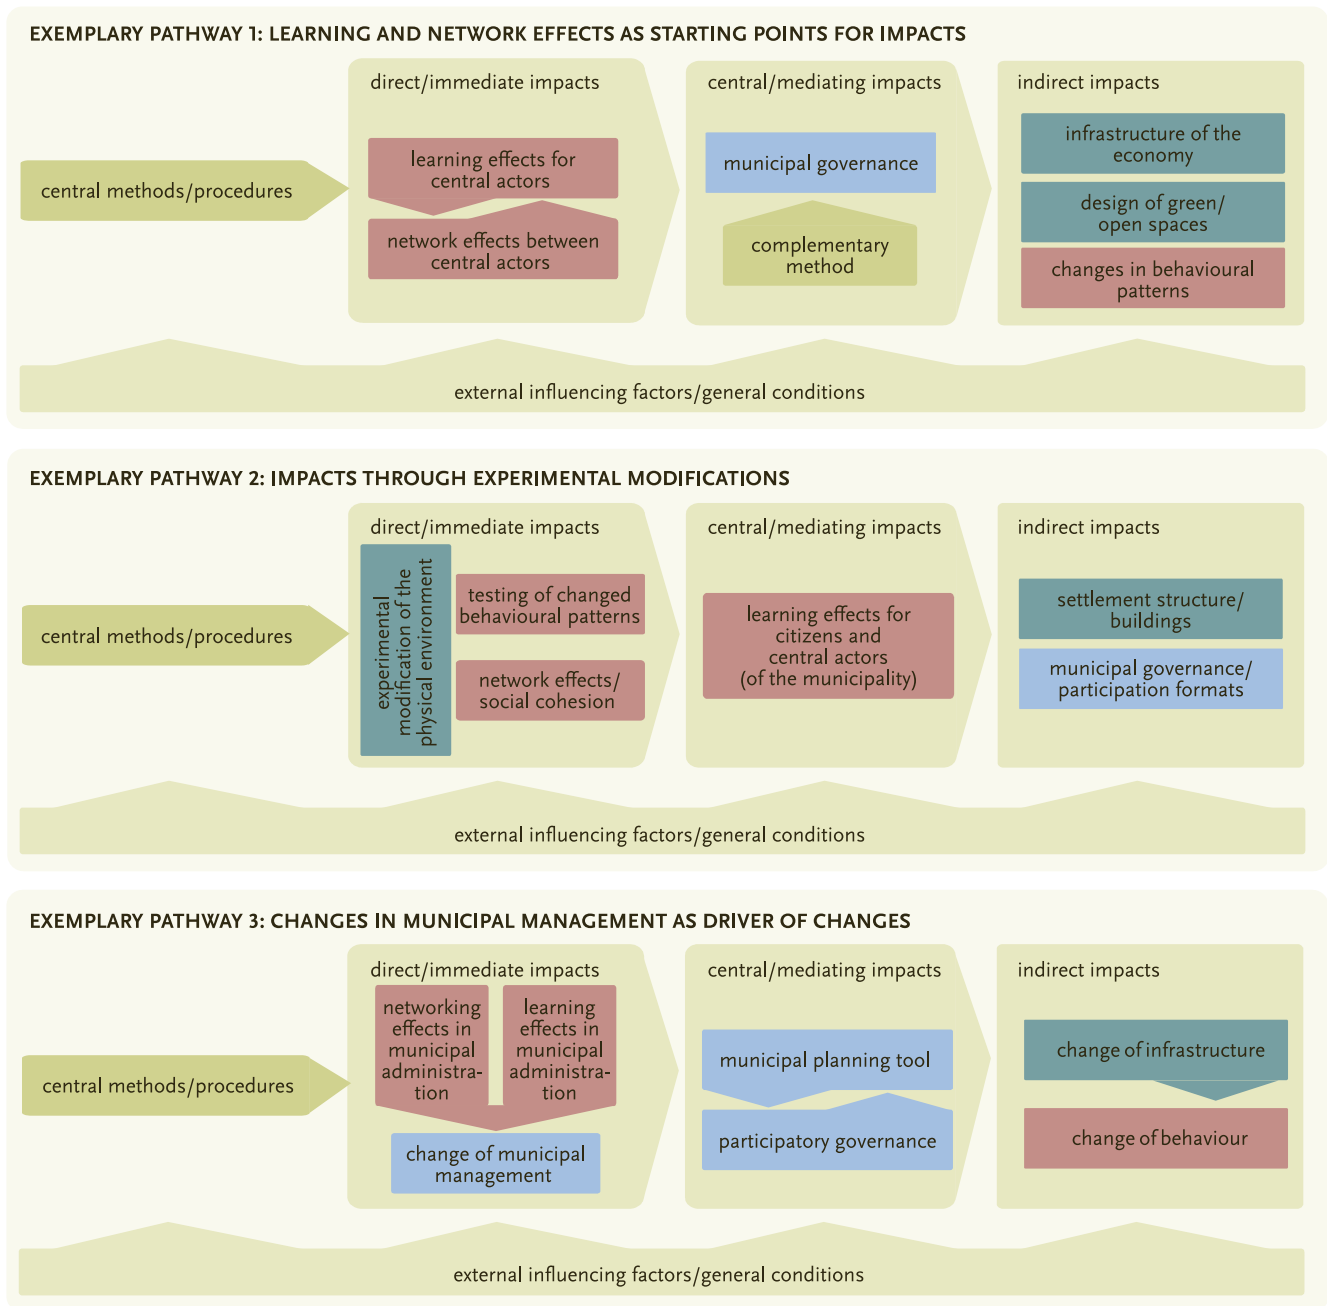 EXEMPLARY PATHWAY 1: LEARNING AND NETWORK EFFECTS AS STARTING POINTS FOR IMPACTS
central methods/procedures
direct/immediate impacts
learning effects for
central actors
network effects between
central actors
central/mediating impacts
municipal governance
complementary
method
indirect impacts
infrastructure of the
economy
design of green/
open spaces
changes in behavioural
patterns
external influencing factors/general conditions
EXEMPLARY PATHWAY 2: IMPACTS THROUGH EXPERIMENTAL MODIFICATIONS
central methods/procedures
direct/immediate impacts
experimental
modification of the
physical environment
testing of changed
behavioural patterns
network effects/
social cohesion
central/mediating impacts
learning effects for
citizens and
central actors
(of the municipality)
indirect impacts
settlement structure/
buildings
municipal governance/
participation formats
external influencing factors/general conditions
EXEMPLARY PATHWAY 3: CHANGES IN MUNICIPAL MANAGEMENT AS DRIVER OF CHANGES
central methods/procedures
direct/immediate impacts
networking
effects in
municipal
administra-
tion
learning
effects in
municipal
administra-
tion
change of municipal
management
central/mediating impacts
municipal planning tool
participatory governance
indirect impacts
change of infrastructure
change of behaviour
external influencing factors/general conditions